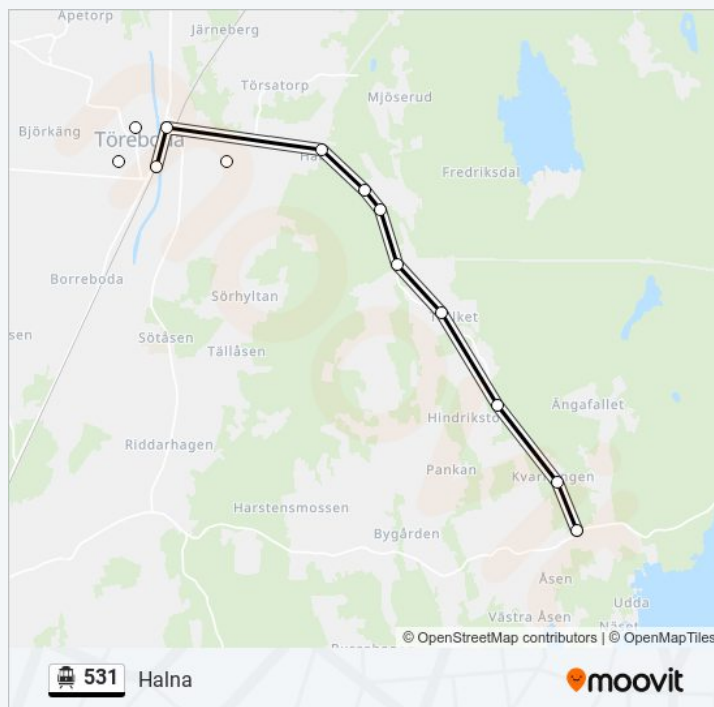 Apetorp
Järneberg
Törsatorp
Mjöserud
Björkäng
Fredriksdal
Borreboda
Sörhyltan
Sötåsen
Tällåsen
Ångafallet
Riddarhagen
Pankan
Harstensmossen
Bygården
Åsen
Udda
Västra Åsen
© OpenStreetMap contributors | © OpenMapTiles
531 Halna
moovit